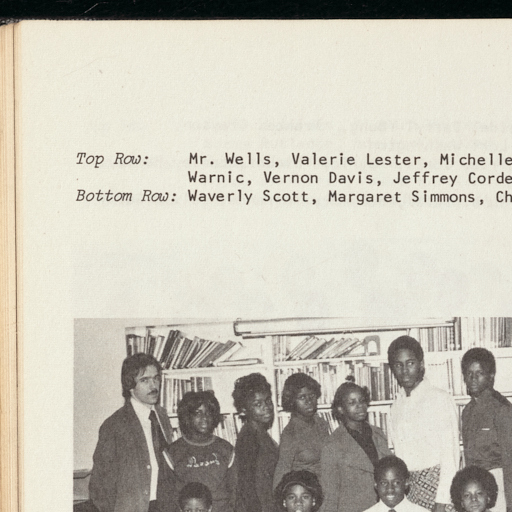 Top Row: Mr. Wells, Valerie Lester, Michelle
Warnic, Vernon Davis, Jeffrey Corde
Bottom Row: Waverly Scott, Margaret Simmons, Ch